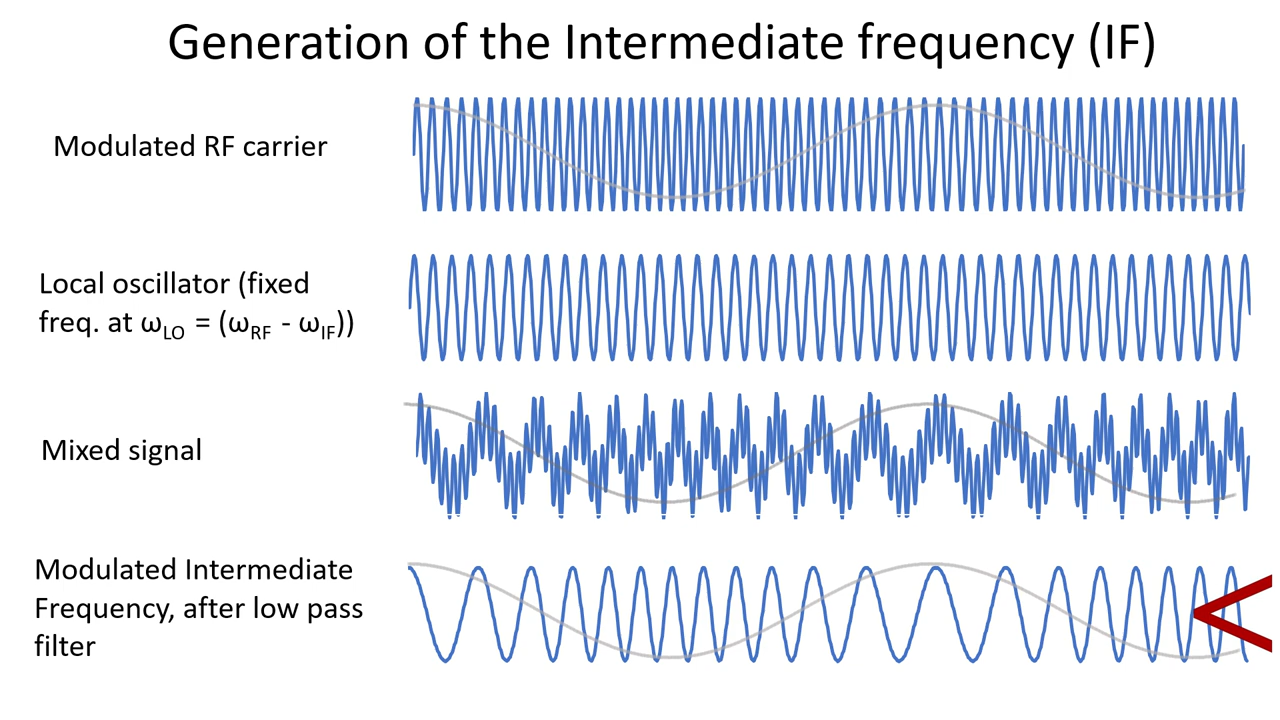 Generation of the Intermediate frequency (IF)
Modulated RF carrier
Local oscillator (fixed
freq. at ω_LO = (ω_RF - ω_IF))
Mixed signal
Modulated Intermediate
Frequency, after low pass
filter